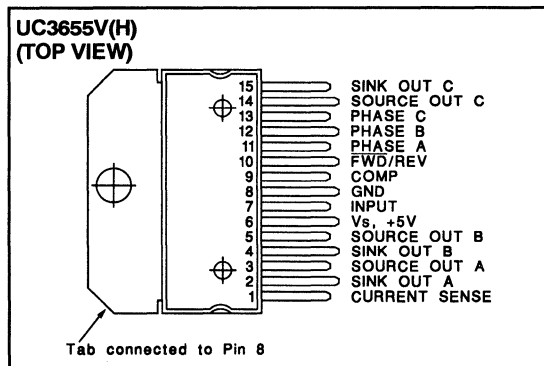 UC3655V(H)
(TOP VIEW)
15 SINK OUT C
14 SOURCE OUT C
13 PHASE C
12 PHASE B
11 PHASE A
10 F̅W̅D̅/REV
9 COMP
8 GND
7 INPUT
6 Vs, +5V
5 SOURCE OUT B
4 SINK OUT B
3 SOURCE OUT A
2 SINK OUT A
1 CURRENT SENSE
Tab connected to Pin 8